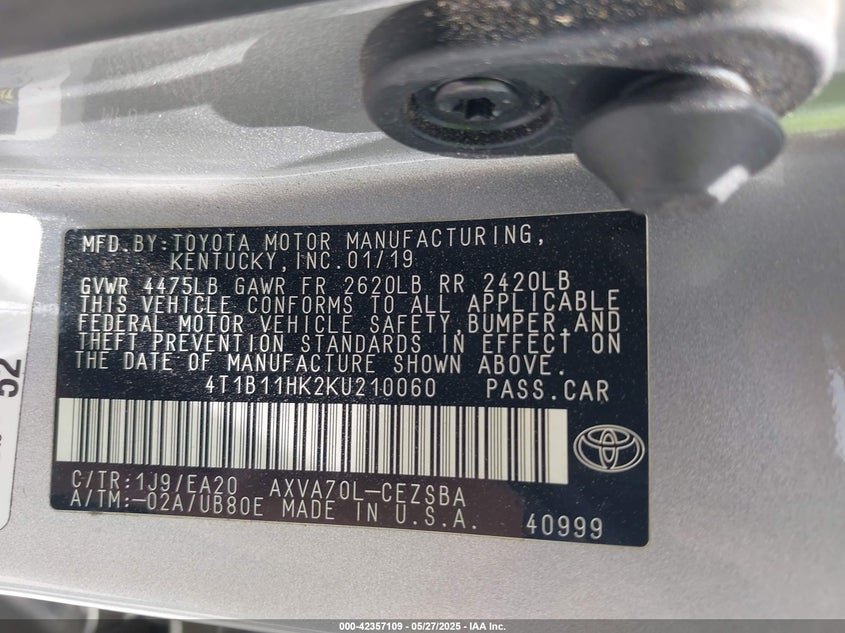 MFD.BY:TOYOTA MOTOR MANUFACTURING,
KENTUCKY,INC.01/19
GVWR 4475LB GAWR FR 2620LB RR 2420LB
THIS VEHICLE CONFORMS TO ALL APPLICABLE
FEDERAL MOTOR VEHICLE SAFETY,BUMPER,AND
THEFT PREVENTION STANDARDS IN EFFECT ON
THE DATE OF MANUFACTURE SHOWN ABOVE.
4T1B11HK2KU210060 PASS.CAR
C/TR:1J9/EA20 AXVA70L-CEZSBA
A/TM:-02A/UB80E MADE IN U.S.A.
40999
52
000-42357109 - 05/27/2025 - IAA Inc.